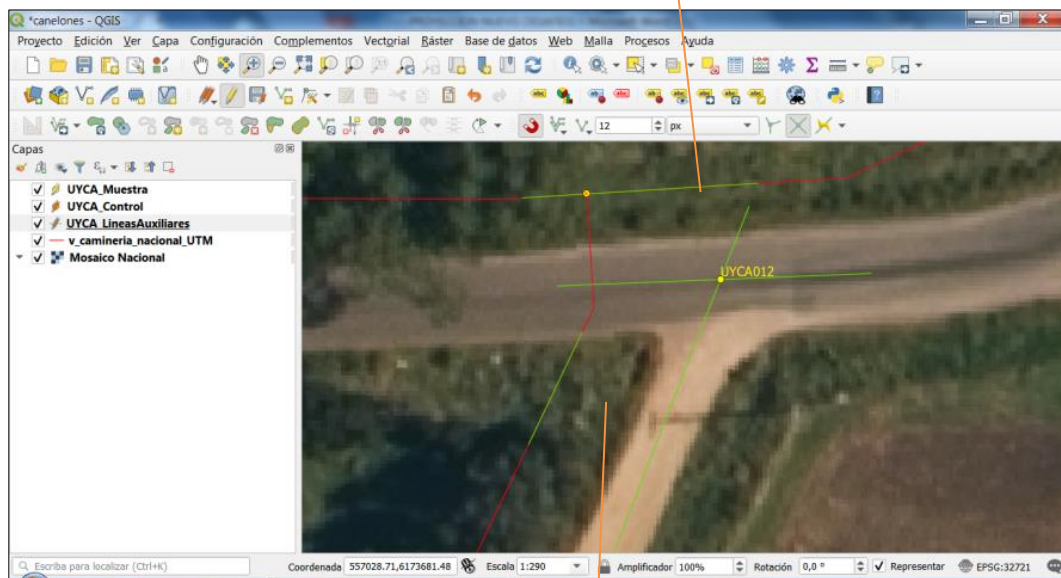 *canelones - QGIS
Proyecto Edición Ver Capa Configuración Complementos Vectorial Ráster Base de datos Web Malla Procesos Ayuda
12 px
Capas
UYCA_Muestra
UYCA_Control
UYCA_LineasAuxiliares
v_camineria_nacional_UTM
Mosaico Nacional
UYCA012
Escriba para localizar (Ctrl+K) Coordenada 557028.71,6173681.48 Escala 1:290 Amplificador 100% Rotación 0,0 ° Representar EPSG:32721